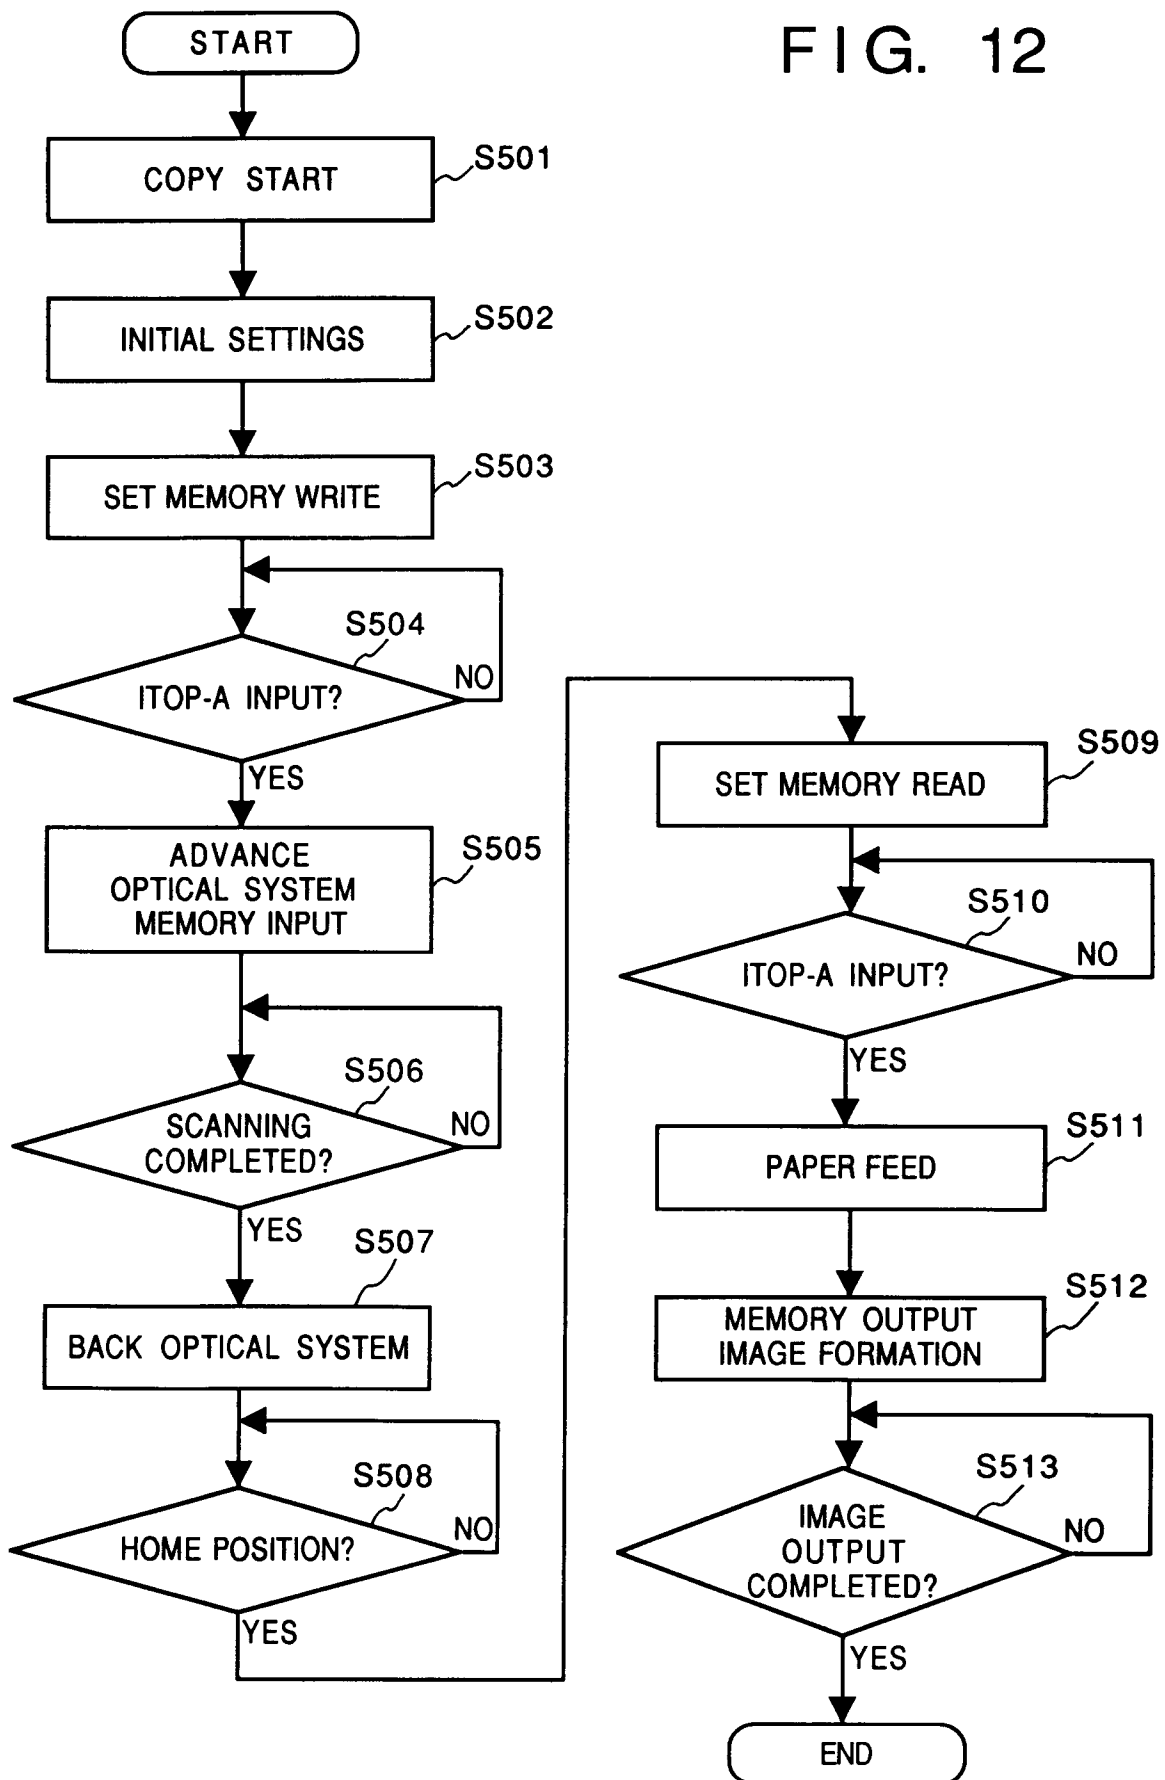 FIG. 12
START
COPY START
S501
INITIAL SETTINGS
S502
SET MEMORY WRITE
S503
S504
ITOP-A INPUT?
NO
YES
ADVANCE
OPTICAL SYSTEM
MEMORY INPUT
S505
S506
SCANNING
COMPLETED?
NO
YES
S507
BACK OPTICAL SYSTEM
S508
HOME POSITION?
NO
YES
SET MEMORY READ
S509
S510
ITOP-A INPUT?
NO
YES
PAPER FEED
S511
MEMORY OUTPUT
IMAGE FORMATION
S512
S513
IMAGE
OUTPUT
COMPLETED?
NO
YES
END